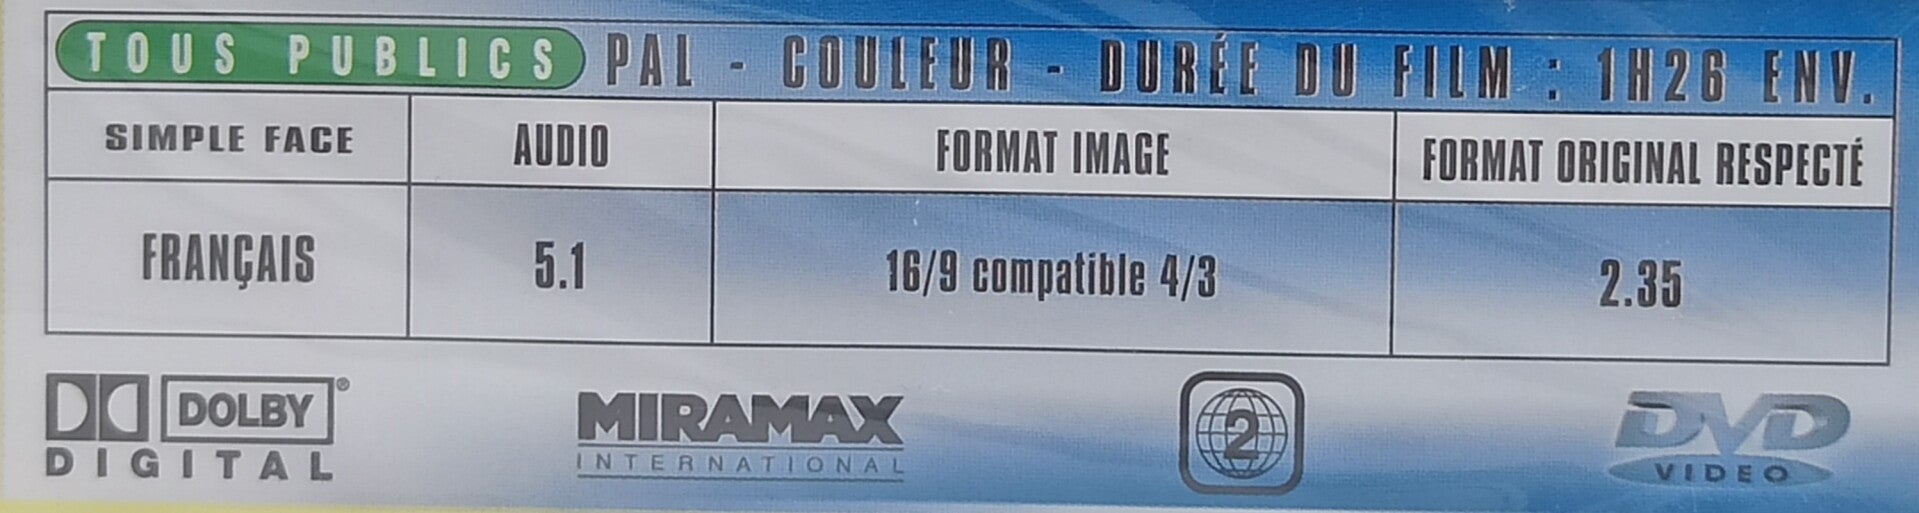 TOUS PUBLICS PAL - COULEUR - DURÉE DU FILM : 1H26 ENV.
SIMPLE FACE AUDIO FORMAT IMAGE FORMAT ORIGINAL RESPECTÉ
FRANÇAIS 5.1 16/9 compatible 4/3 2.35
DOLBY®
DIGITAL
MIRAMAX
INTERNATIONAL
2
DVD
VIDEO